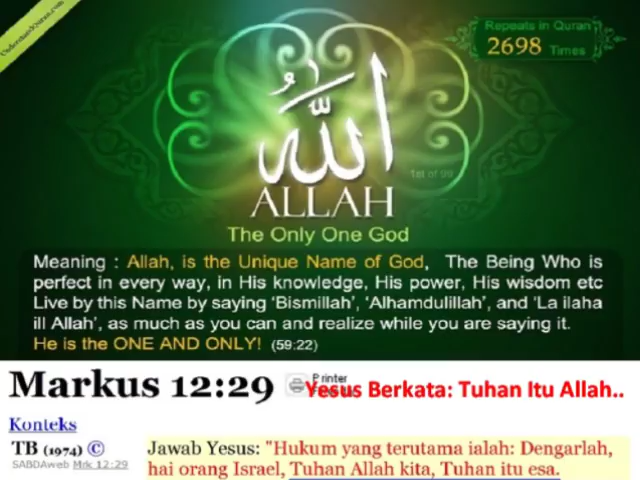 UnderstandQuran.com
Repeats in Quran
2698 Times
الله
1st of 99
ALLAH
The Only One God
Meaning : Allah, is the Unique Name of God, The Being Who is
perfect in every way, in His knowledge, His power, His wisdom etc
Live by this Name by saying ‘Bismillah’, ‘Alhamdulillah’, and ‘La ilaha
ill Allah’, as much as you can and realize while you are saying it.
He is the ONE AND ONLY! (59:22)
Markus 12:29
Printer
Yesus Berkata: Tuhan Itu Allah..
Konteks
TB (1974) ©
SABDAweb Mrk 12:29
Jawab Yesus: "Hukum yang terutama ialah: Dengarlah,
hai orang Israel, Tuhan Allah kita, Tuhan itu esa.